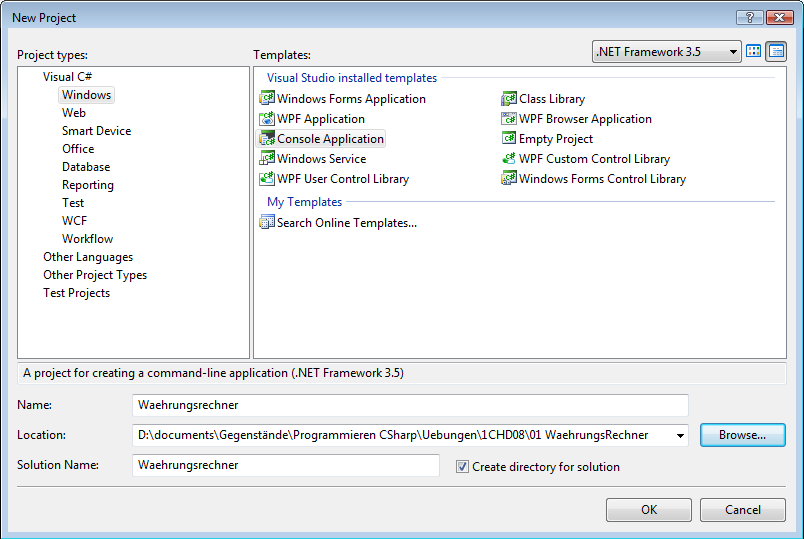 New Project
Project types:
Templates:
.NET Framework 3.5
Visual C#
Windows
Web
Smart Device
Office
Database
Reporting
Test
WCF
Workflow
Other Languages
Other Project Types
Test Projects
Visual Studio installed templates
Windows Forms Application
Class Library
WPF Application
WPF Browser Application
Console Application
Empty Project
Windows Service
WPF Custom Control Library
WPF User Control Library
Windows Forms Control Library
My Templates
Search Online Templates...
A project for creating a command-line application (.NET Framework 3.5)
Name: Waehrungsrechner
Location: D:\documents\Gegenstände\Programmieren CSharp\Uebungen\1CHD08\01 WaehrungsRechner Browse...
Solution Name: Waehrungsrechner Create directory for solution
OK Cancel